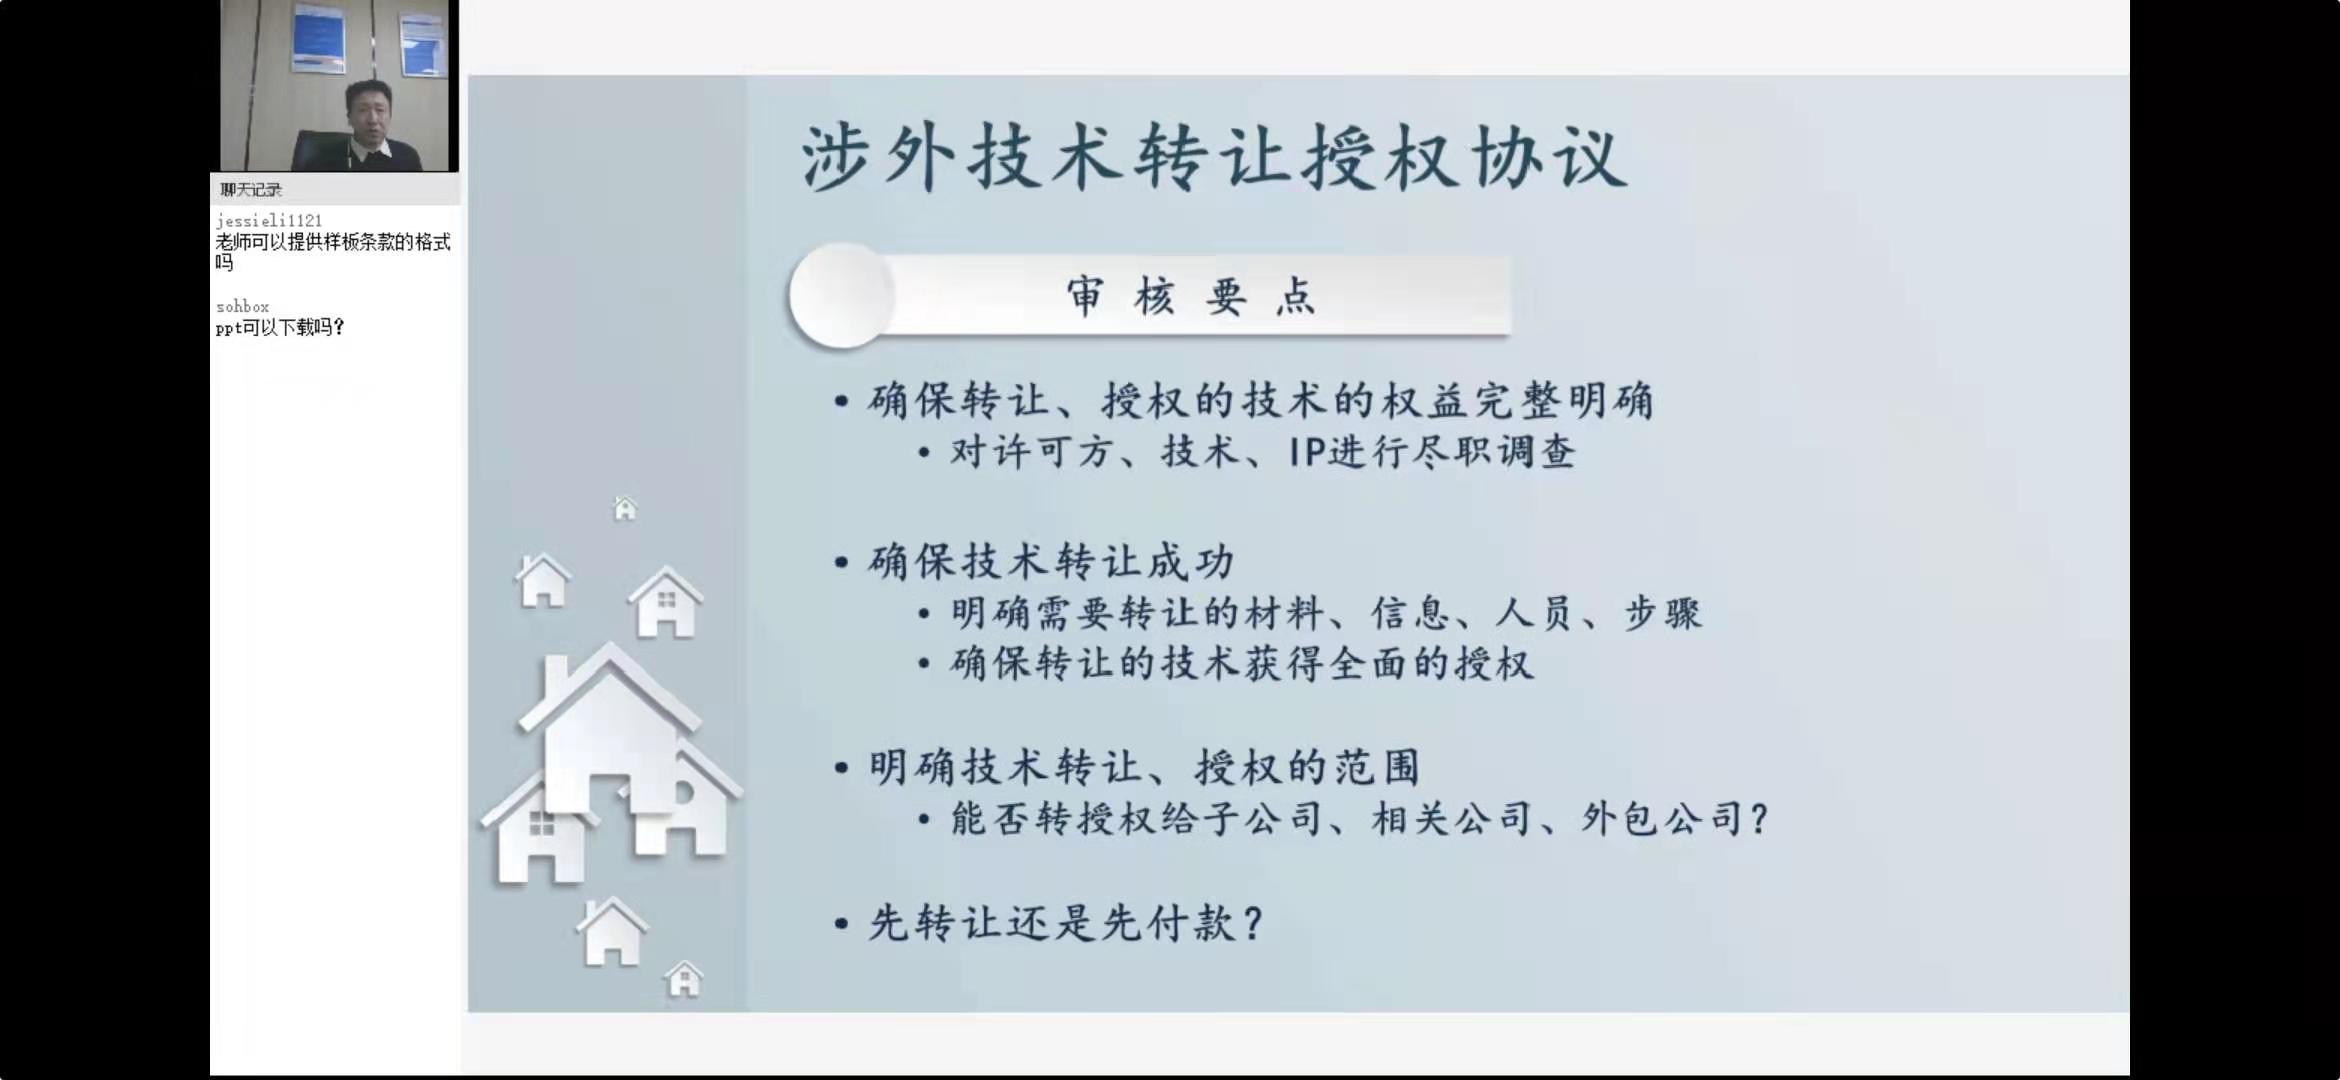 聊天记录
jessieli1121
老师可以提供样板条款的格式
吗
sohbox
ppt可以下载吗?
涉外技术转让授权协议
审核要点
• 确保转让、授权的技术的权益完整明确
• 对许可方、技术、IP进行尽职调查
• 确保技术转让成功
• 明确需要转让的材料、信息、人员、步骤
• 确保转让的技术获得全面的授权
• 明确技术转让、授权的范围
• 能否转授权给子公司、相关公司、外包公司?
• 先转让还是先付款?